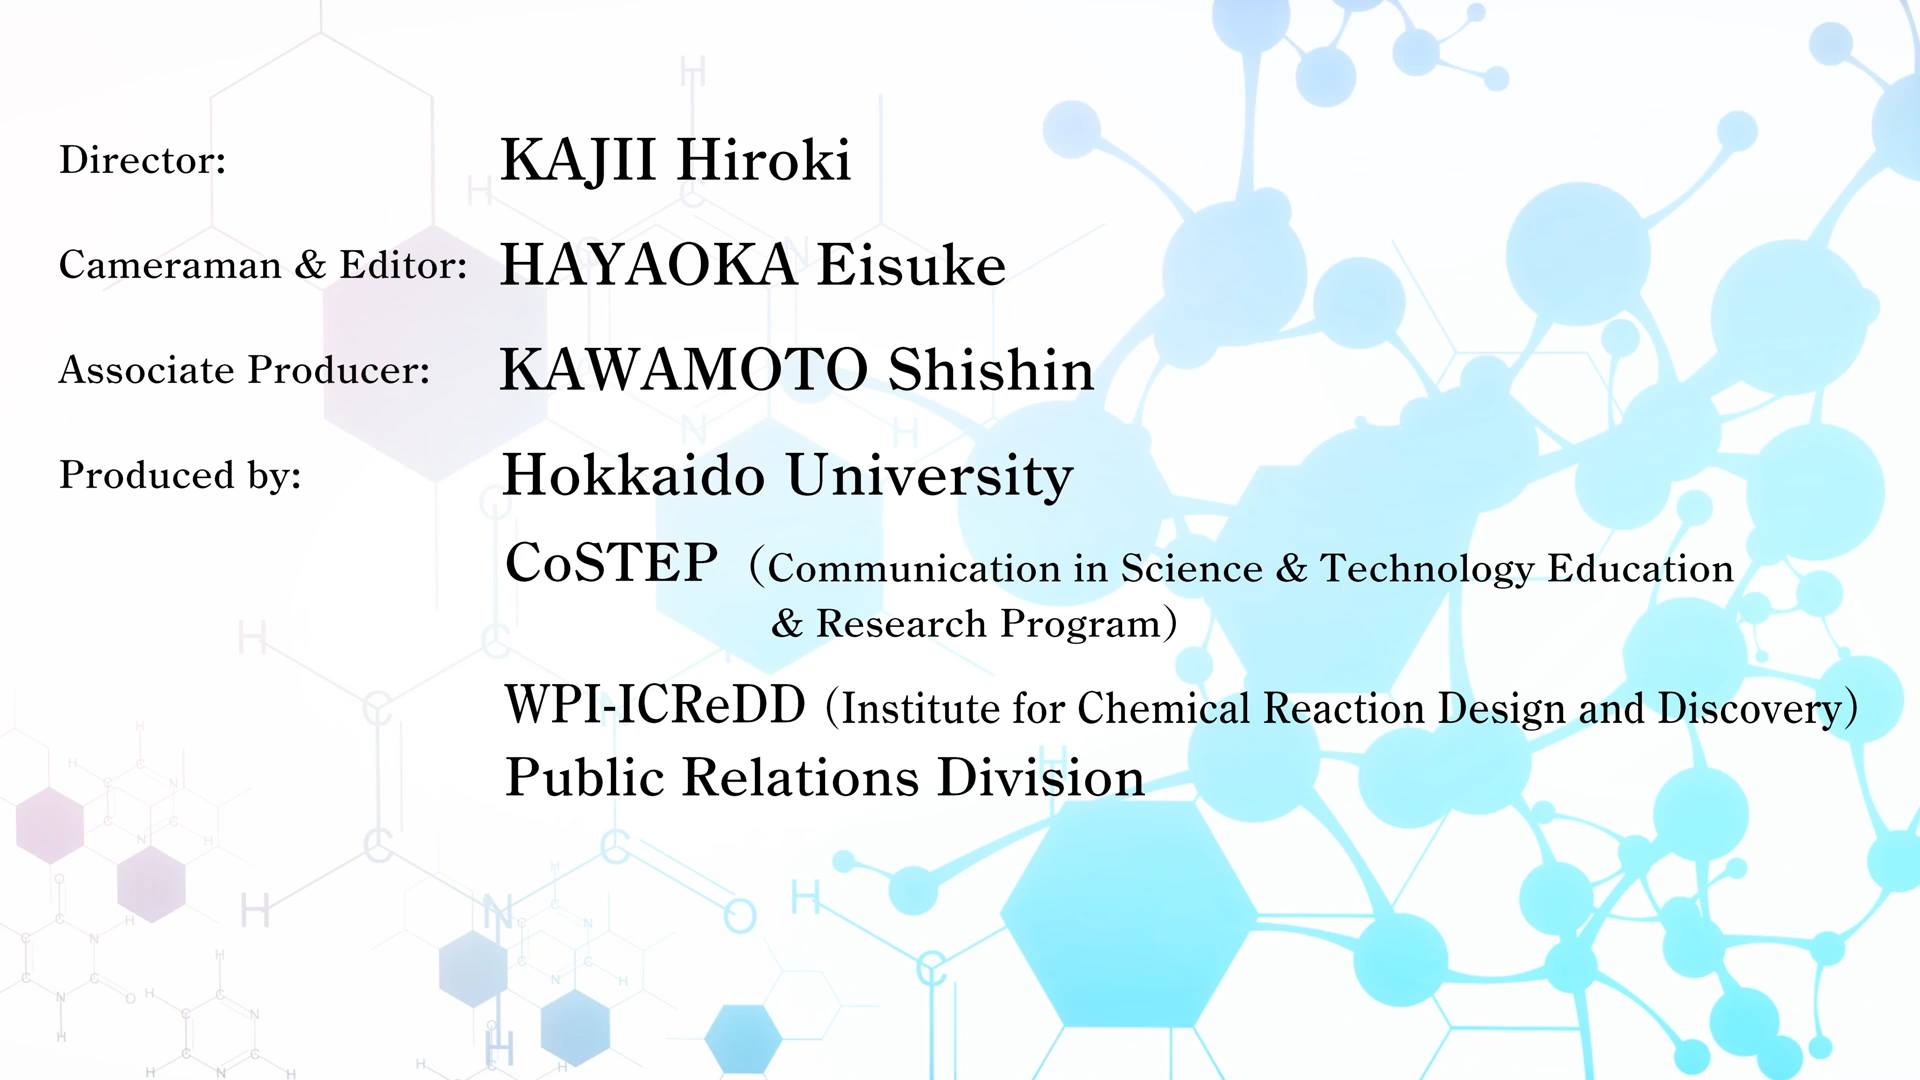 Director: KAJII Hiroki
Cameraman & Editor: HAYAOKA Eisuke
Associate Producer: KAWAMOTO Shishin
Produced by: Hokkaido University
CoSTEP (Communication in Science & Technology Education
& Research Program)
WPI-ICReDD (Institute for Chemical Reaction Design and Discovery)
Public Relations Division